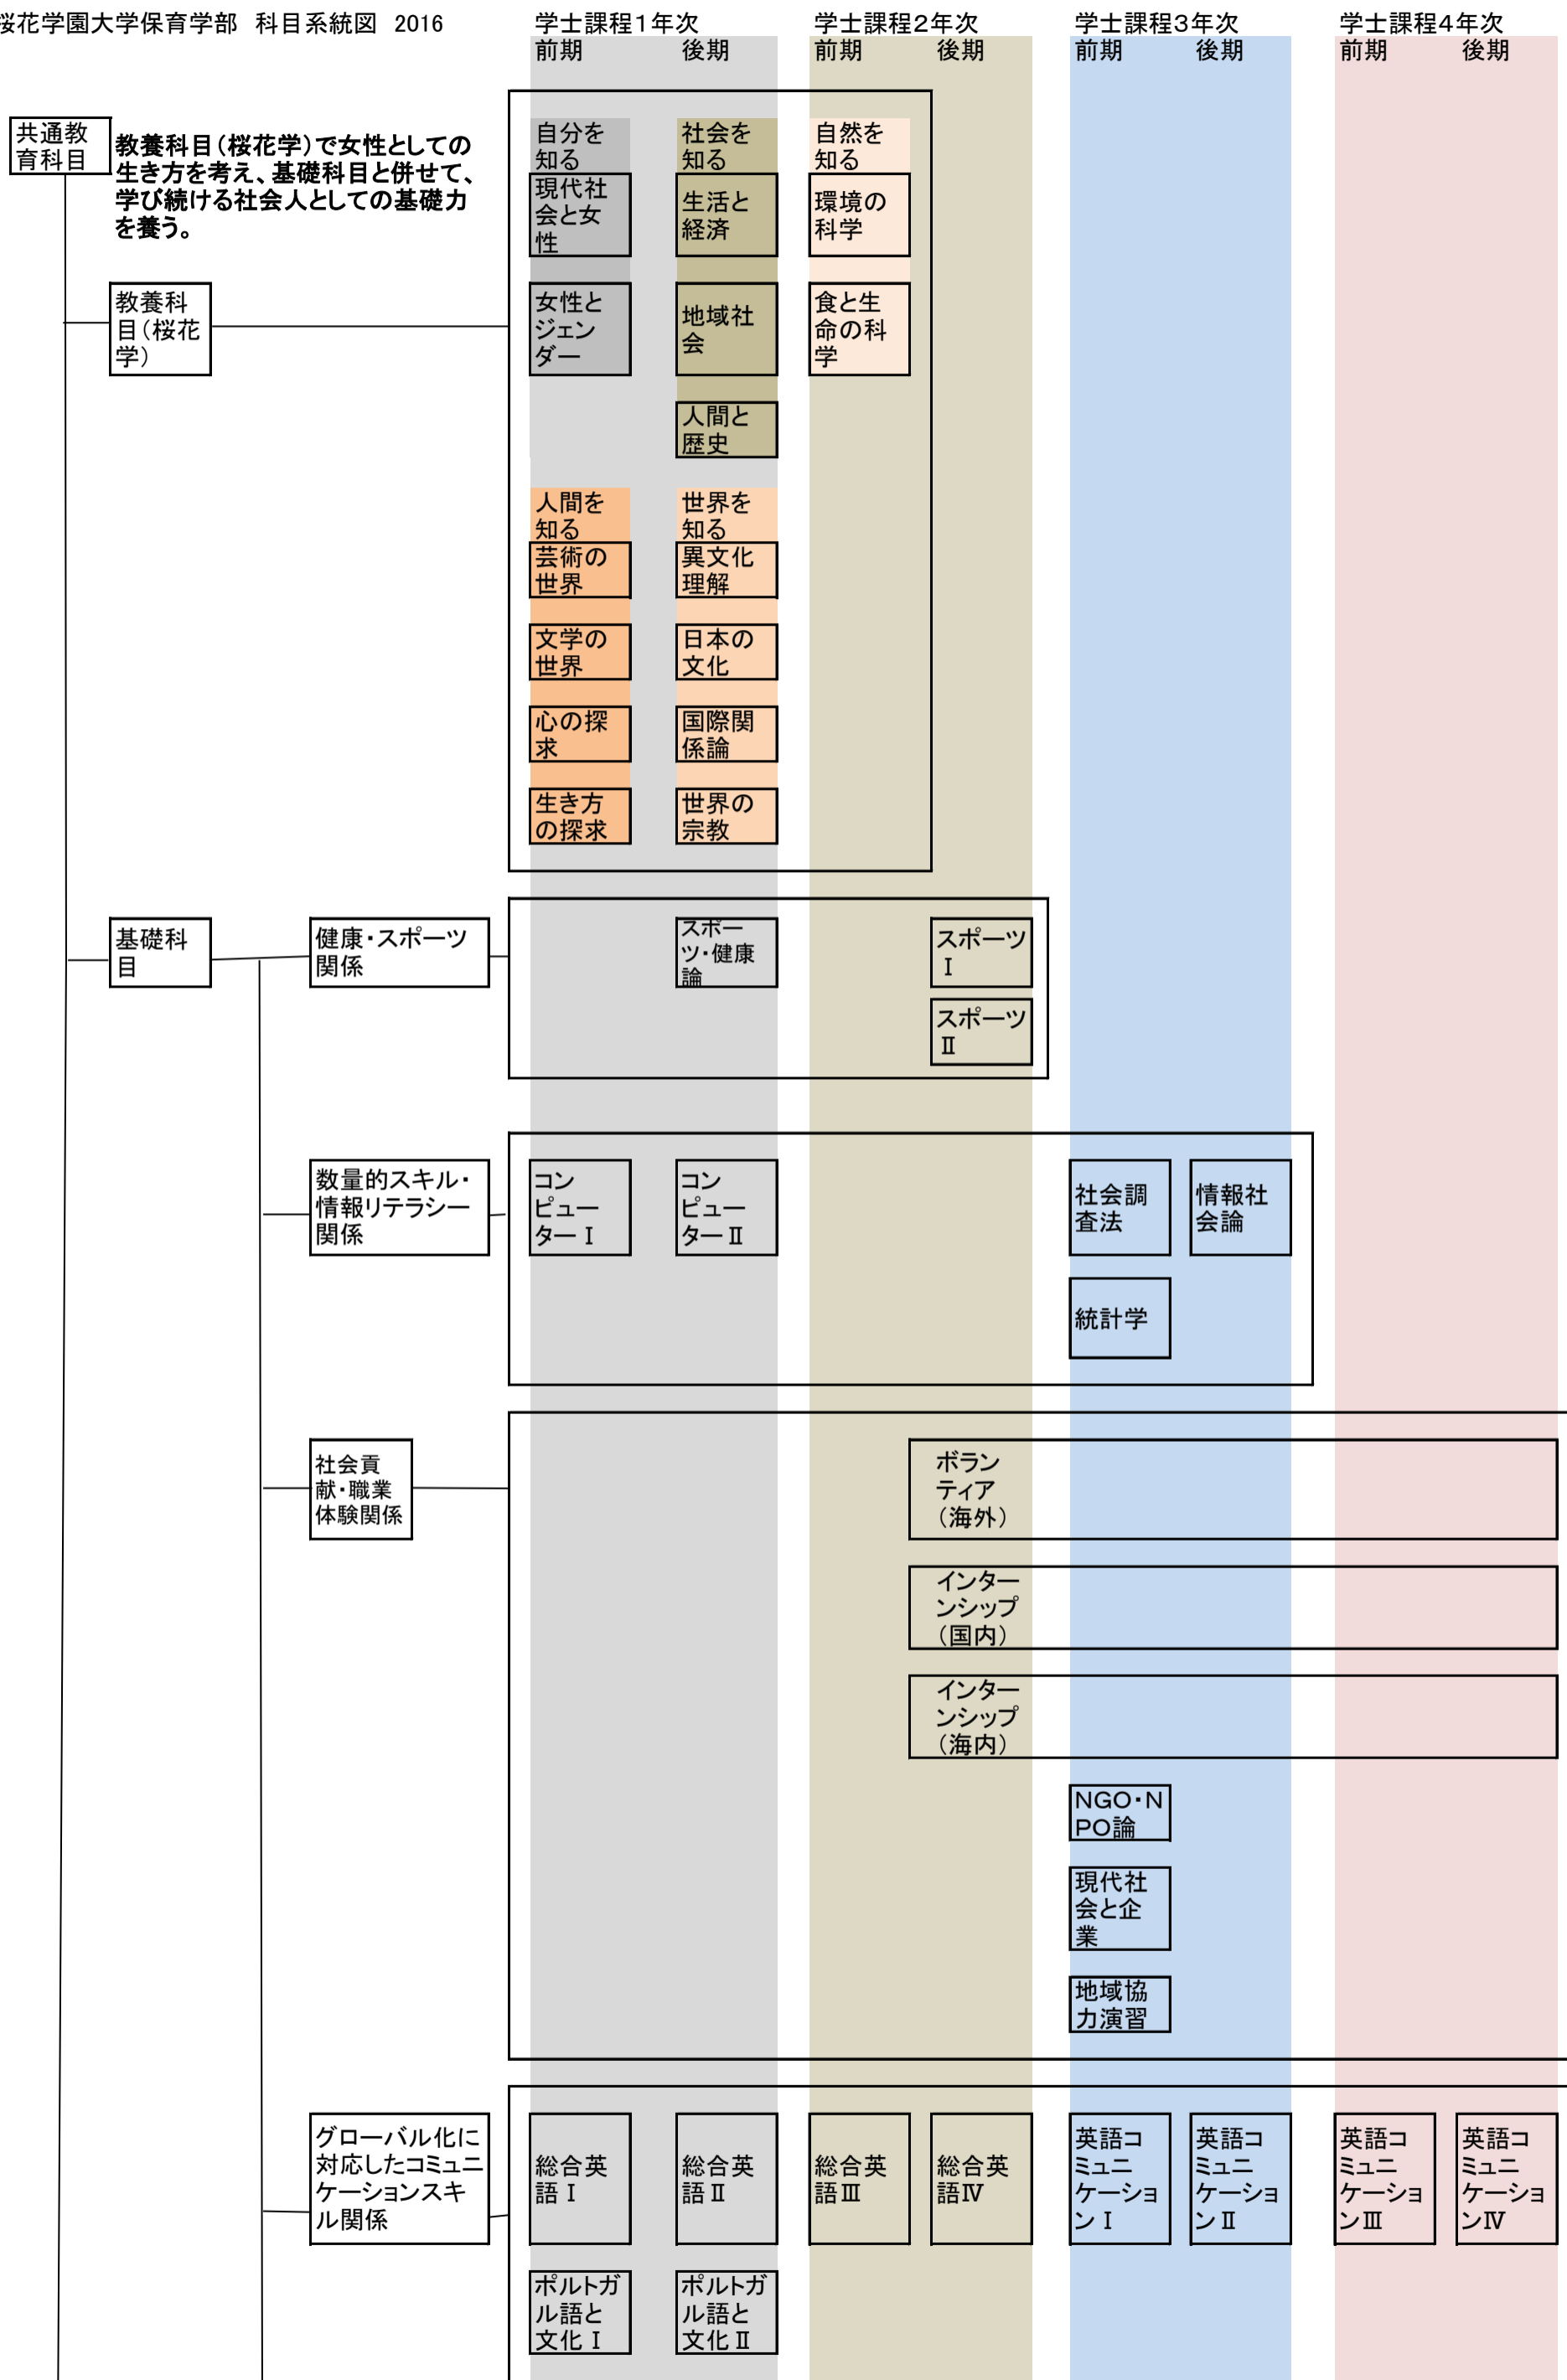 桜花学園大学保育学部 科目系統図 2016
学士課程1年次
学士課程2年次
学士課程3年次
学士課程4年次
前期
後期
前期
後期
前期
後期
前期
後期
共通教
育科目
教養科目（桜花学）で女性としての
生き方を考え、基礎科目と併せて、
学び続ける社会人としての基礎力
を養う。
教養科
目（桜花
学）
自分を
知る
現代社
会と女
性
女性と
ジェン
ダー
社会を
知る
生活と
経済
地域社
会
人間と
歴史
自然を
知る
環境の
科学
食と生
命の科
学
人間を
知る
芸術の
世界
文学の
世界
心の探
求
生き方
の探求
世界を
知る
異文化
理解
日本の
文化
国際関
係論
世界の
宗教
基礎科
目
健康・スポーツ
関係
スポー
ツ・健康
論
スポーツ
Ⅰ
スポーツ
Ⅱ
数量的スキル・
情報リテラシー
関係
コン
ピュー
ターⅠ
コン
ピュー
ターⅡ
社会調
査法
情報社
会論
統計学
社会貢
献・職業
体験関係
ボラン
ティア
（海外）
インター
ンシップ
（国内）
インター
ンシップ
（海内）
NGO・N
PO論
現代社
会と企
業
地域協
力演習
グローバル化に
対応したコミュニ
ケーションスキ
ル関係
総合英
語Ⅰ
総合英
語Ⅱ
総合英
語Ⅲ
総合英
語Ⅳ
英語コ
ミュニ
ケーショ
ンⅠ
英語コ
ミュニ
ケーショ
ンⅡ
英語コ
ミュニ
ケーショ
ンⅢ
英語コ
ミュニ
ケーショ
ンⅣ
ポルトガ
ル語と
文化Ⅰ
ポルトガ
ル語と
文化Ⅱ